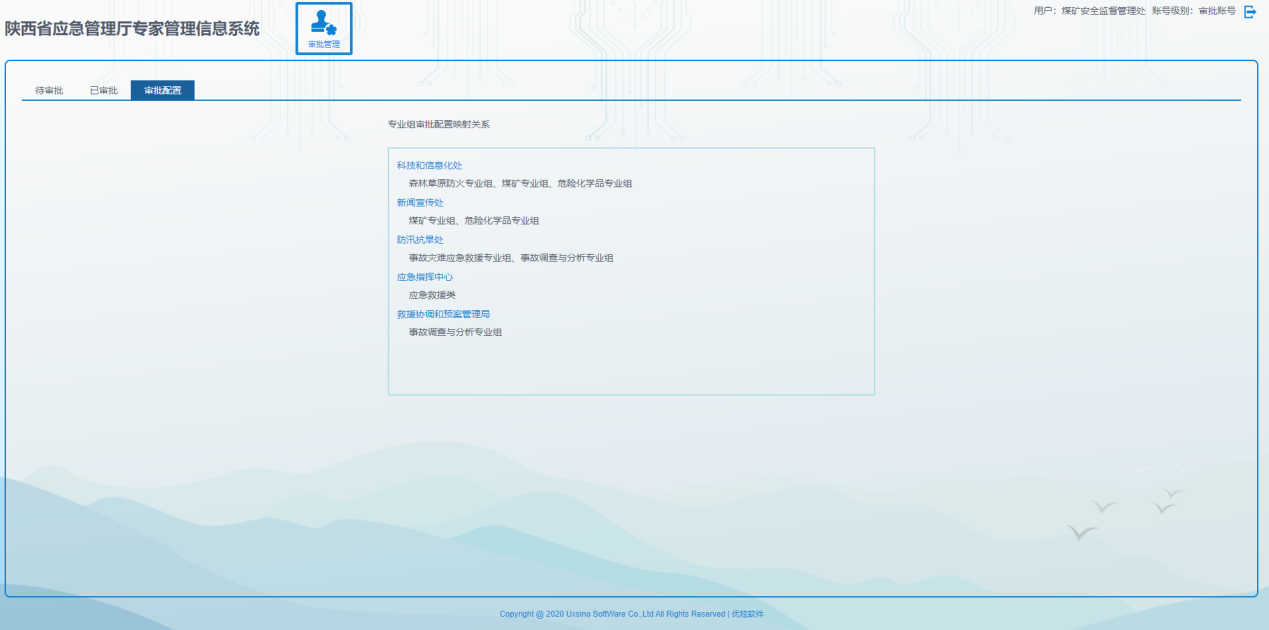 陕西省应急管理厅专家管理信息系统
审批管理
用户：煤矿安全监督管理处 账号级别：审批账号
待审批 已审批 审批配置
专业组审批配置映射关系
科技和信息化处
森林草原防火专业组、煤矿专业组、危险化学品专业组
新闻宣传处
煤矿专业组、危险化学品专业组
防汛抗旱处
事故灾难应急救援专业组、事故调查与分析专业组
应急指挥中心
应急救援类
救援协调和预案管理局
事故调查与分析专业组
Copyright @ 2020 Uxsino SoftWare Co.,Ltd All Rights Reserved | 优炫软件